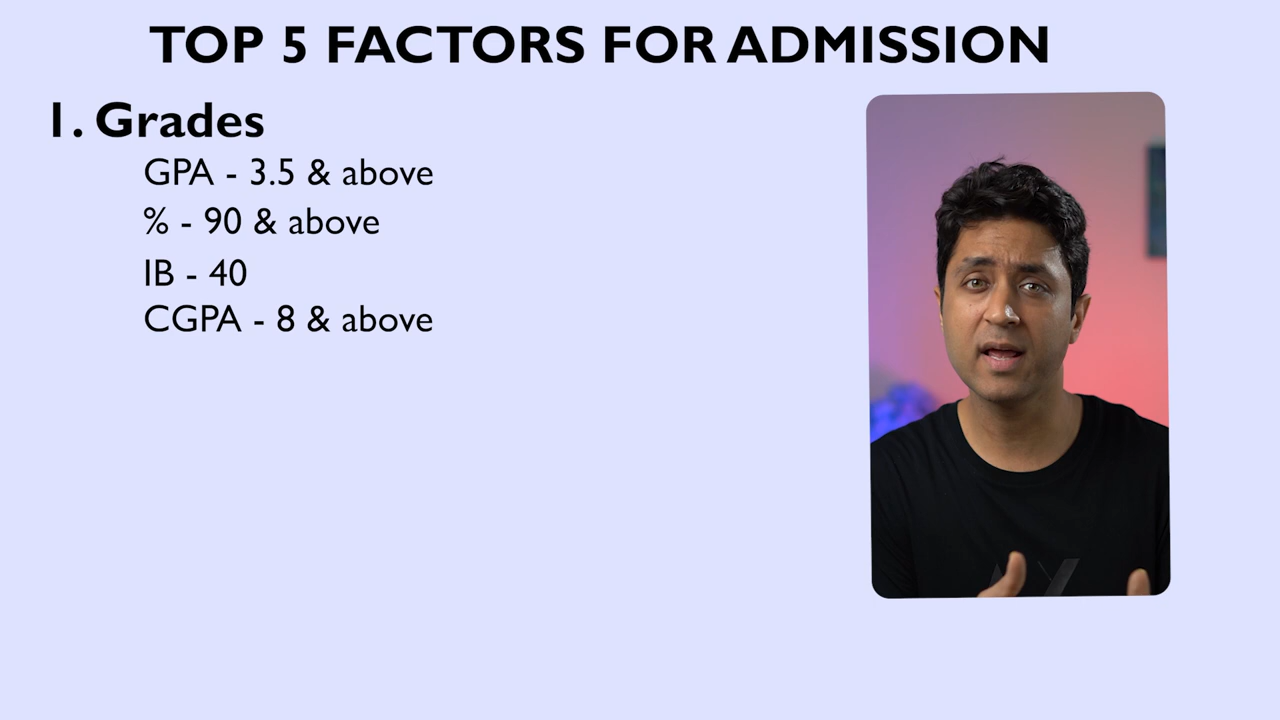 TOP 5 FACTORS FOR ADMISSION
1. Grades
GPA - 3.5 & above
% - 90 & above
IB - 40
CGPA - 8 & above